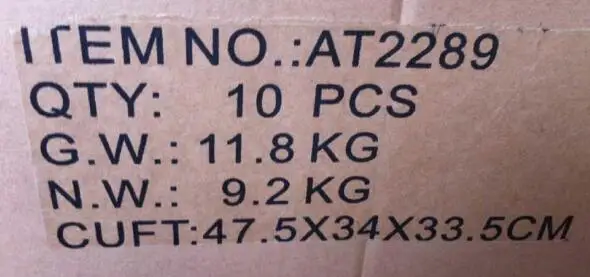 ITEM NO.:AT2289
QTY: 10 PCS
G.W.: 11.8 KG
N.W.: 9.2 KG
CUFT:47.5X34X33.5CM